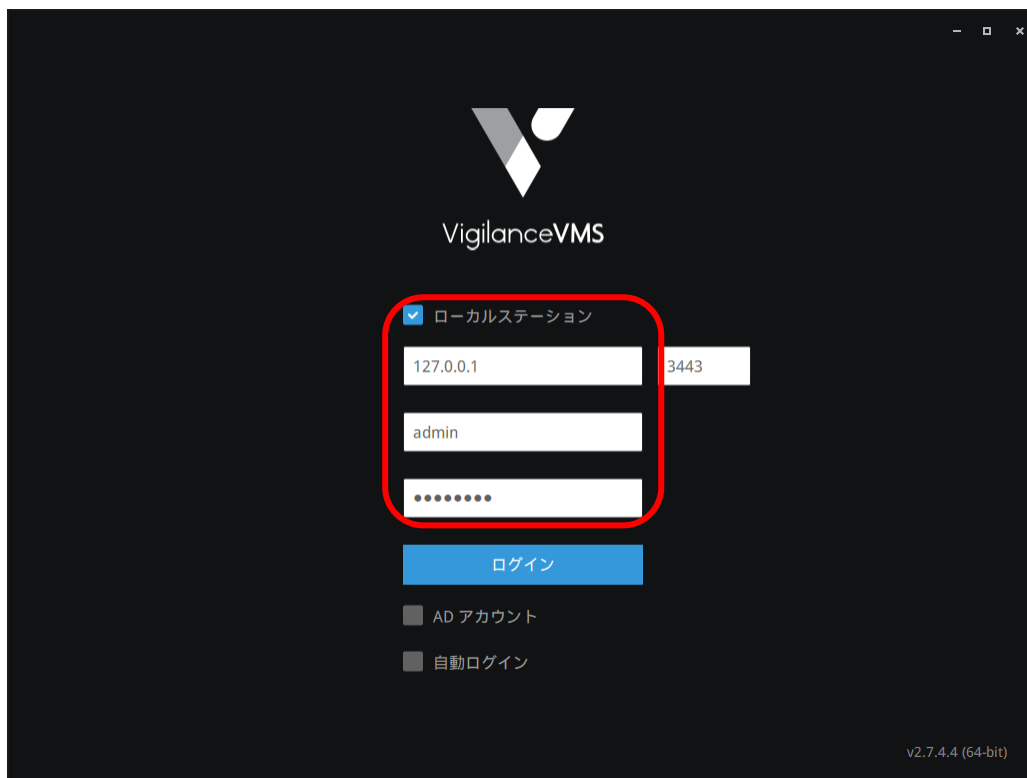 VigilanceVMS
ローカルステーション
127.0.0.1 3443
admin
••••••••
ログイン
AD アカウント
自動ログイン
v2.7.4.4 (64-bit)